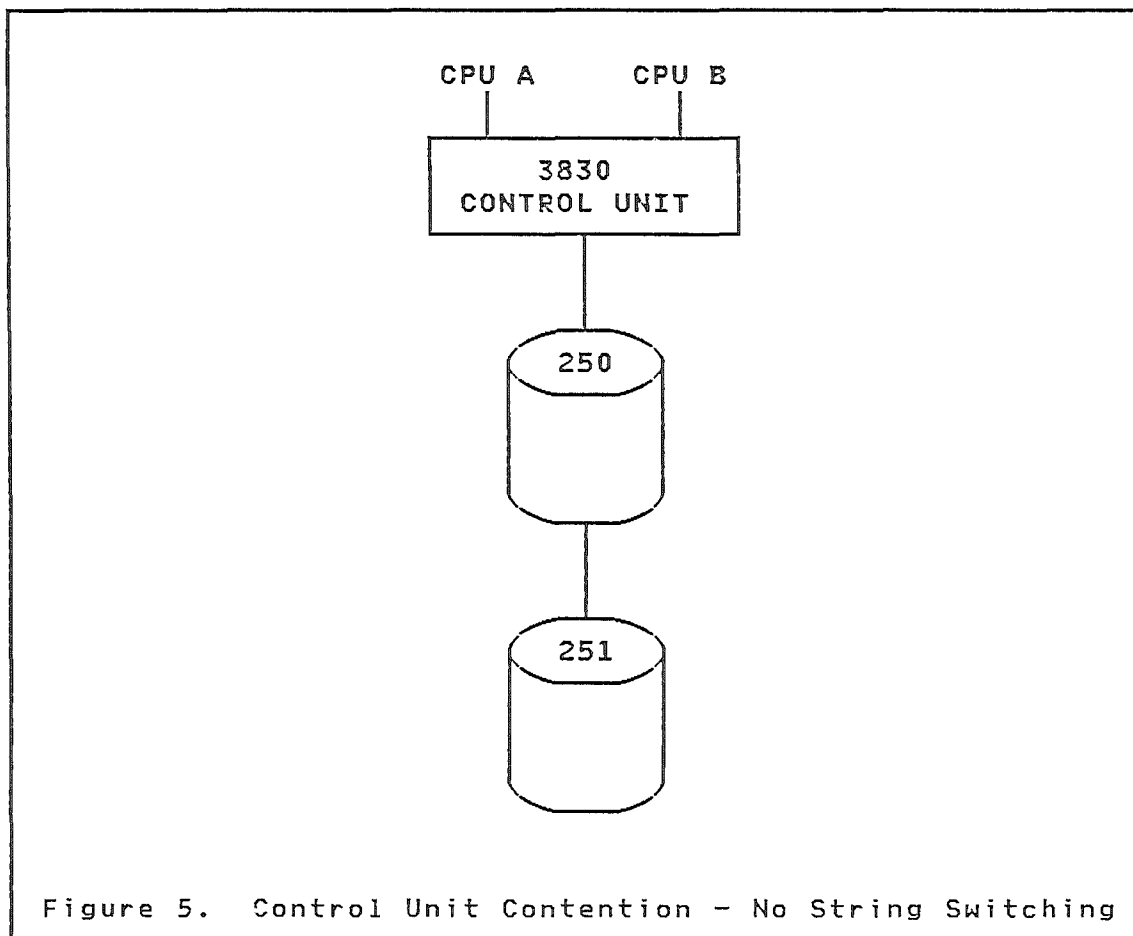 CPU A CPU B
3830
CONTROL UNIT
250
251
Figure 5. Control Unit Contention - No String Switching